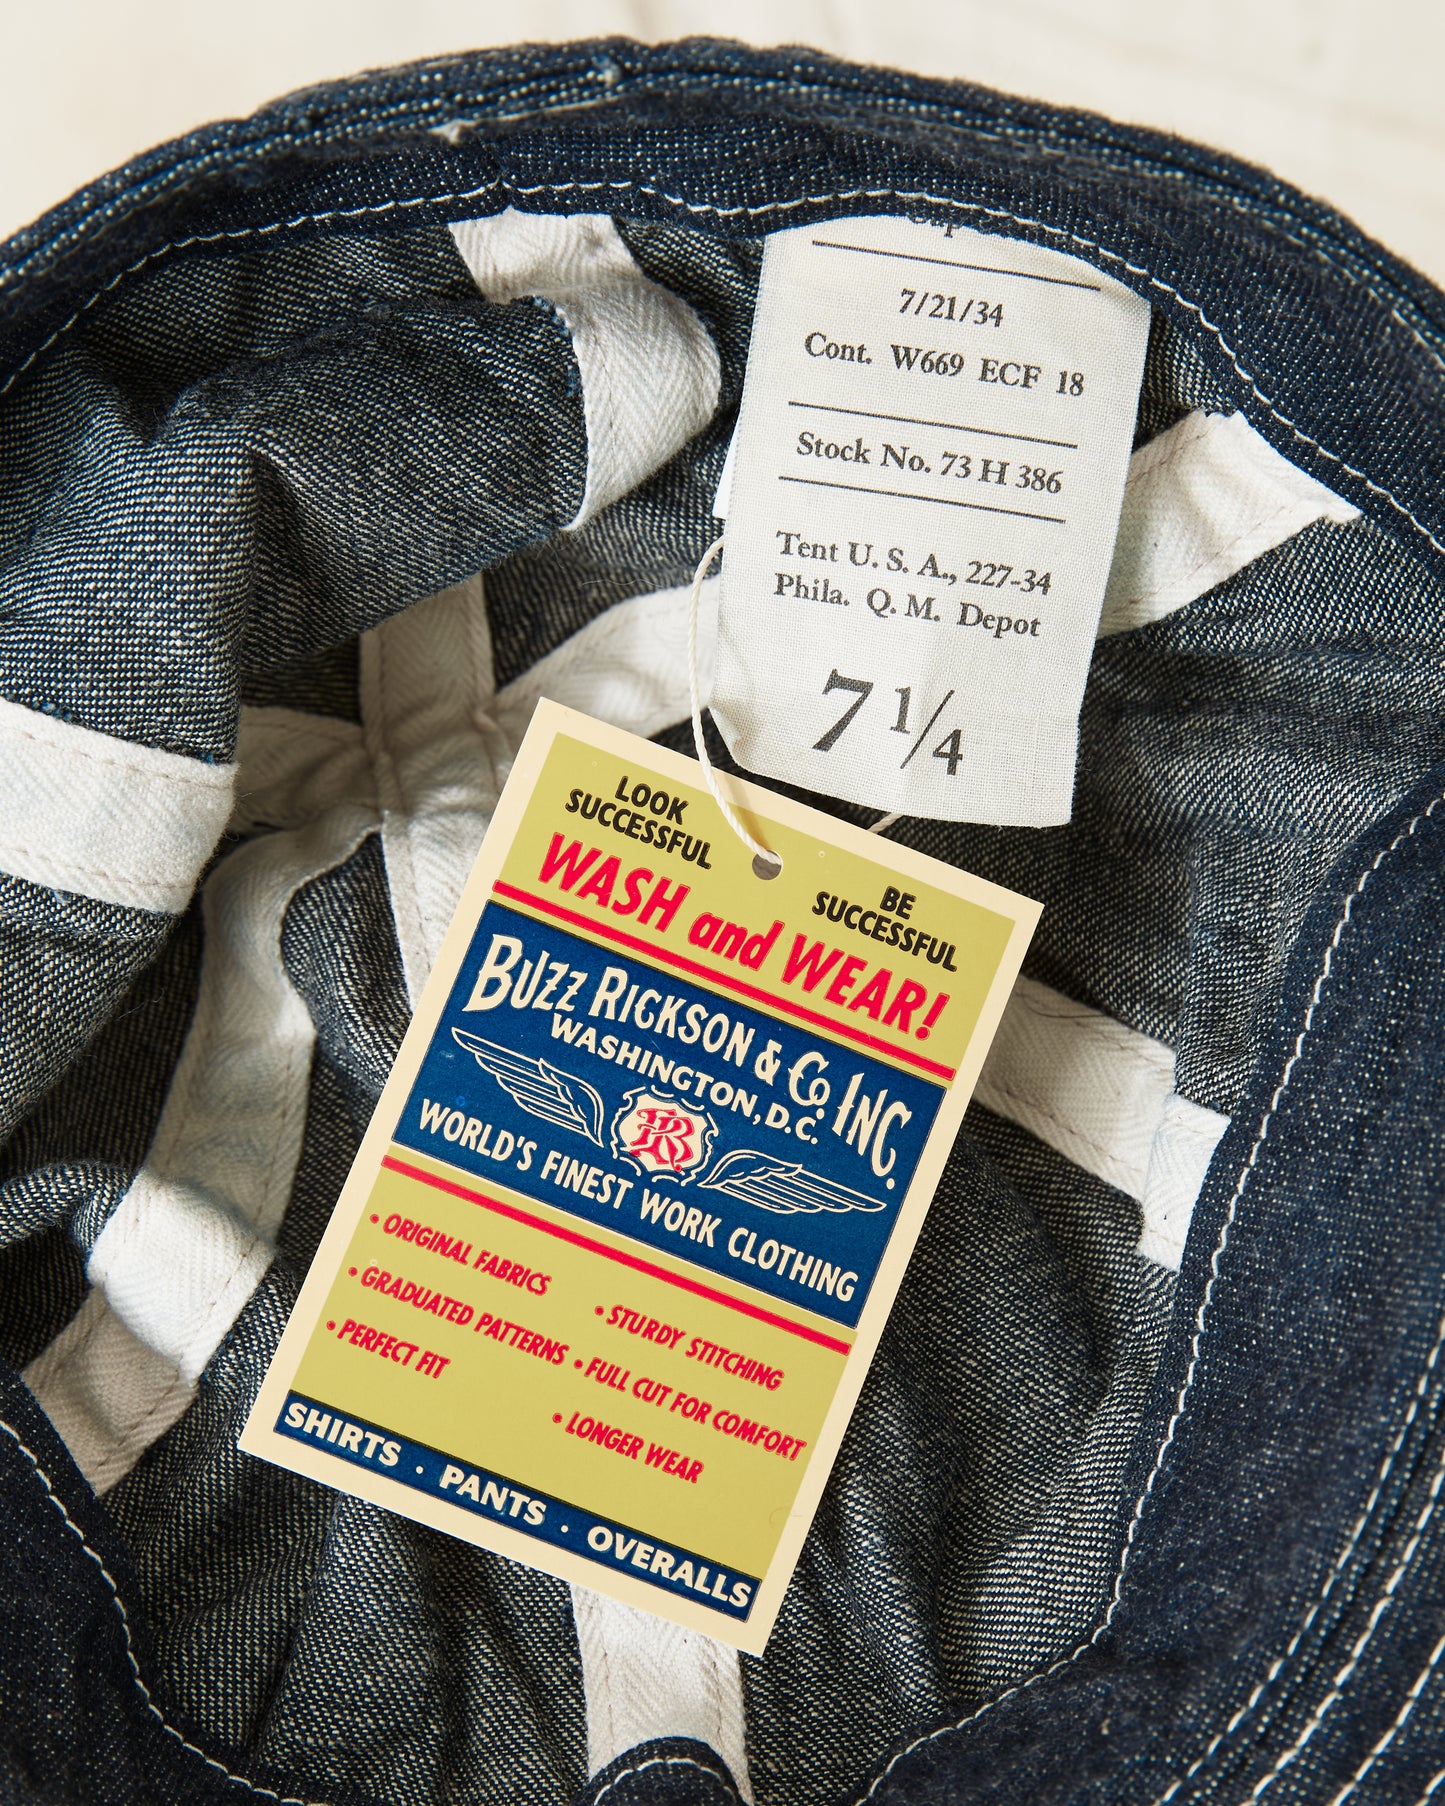 7/21/34
Cont. W669 ECF 18
Stock No. 73 H 386
Tent U. S. A., 227-34
Phila. Q. M. Depot
7 1/4
LOOK
SUCCESSFUL
BE
SUCCESSFUL
WASH and WEAR!
BUZZ RICKSON & Co. INC.
WASHINGTON, D.C.
BR
WORLD'S FINEST WORK CLOTHING
• ORIGINAL FABRICS
• GRADUATED PATTERNS
• PERFECT FIT
• STURDY STITCHING
• FULL CUT FOR COMFORT
• LONGER WEAR
SHIRTS · PANTS · OVERALLS